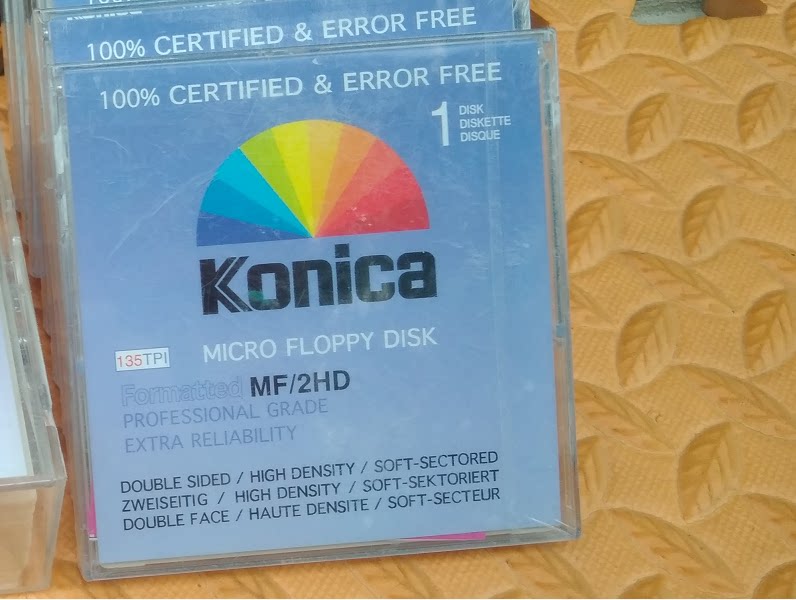 100% CERTIFIED & ERROR FREE
100% CERTIFIED & ERROR FREE
1 DISK
DISKETTE
DISQUE
Konica
MICRO FLOPPY DISK
135TPI
Formatted MF/2HD
PROFESSIONAL GRADE
EXTRA RELIABILITY
DOUBLE SIDED / HIGH DENSITY / SOFT-SECTORED
ZWEISEITIG / HIGH DENSITY / SOFT-SEKTORIERT
DOUBLE FACE / HAUTE DENSITE / SOFT-SECTEUR